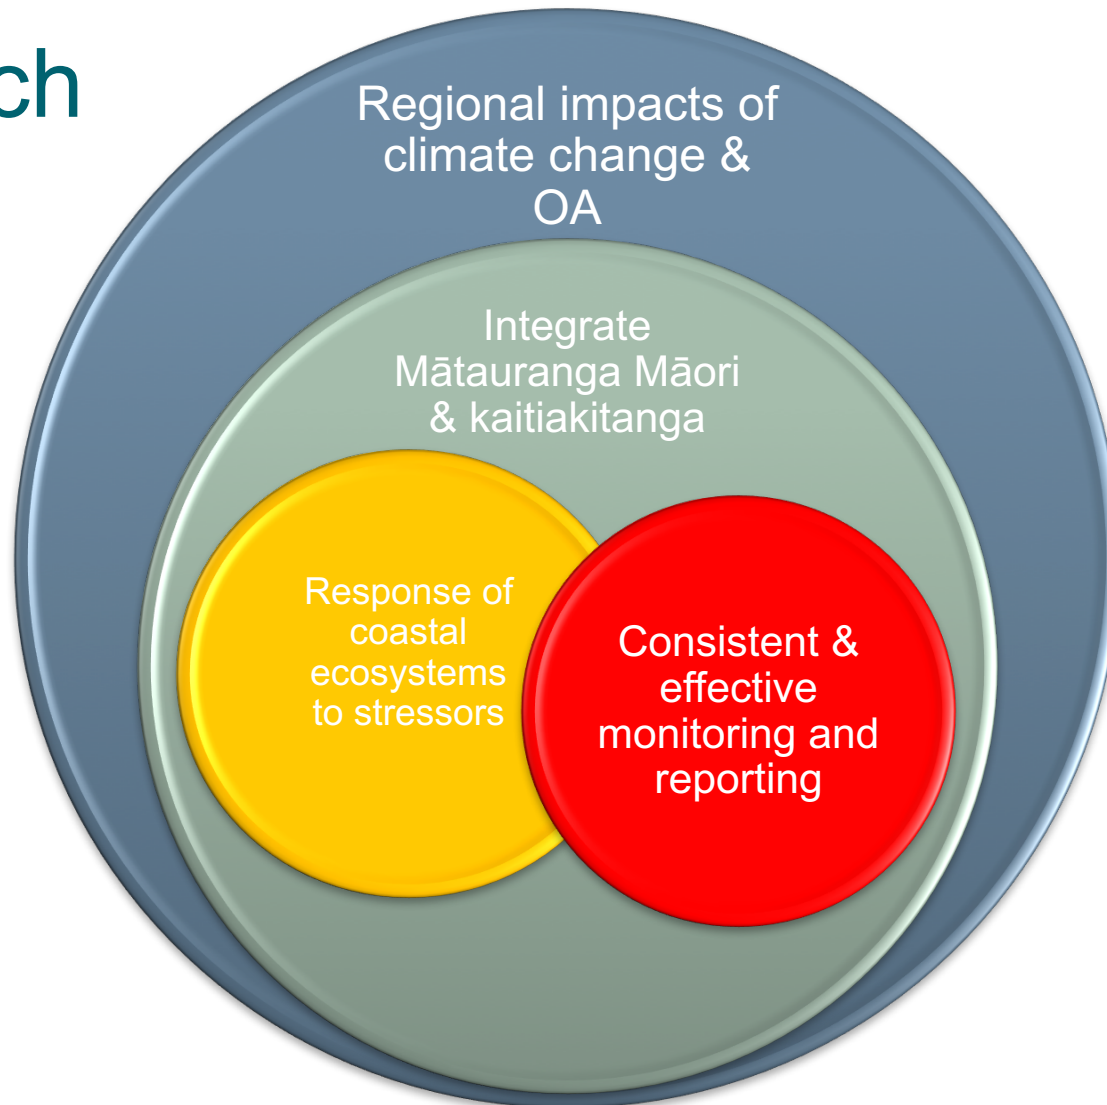 ch
Regional impacts of
climate change &
OA
Integrate
Mātauranga Māori
& kaitiakitanga
Response of
coastal
ecosystems
to stressors
Consistent &
effective
monitoring and
reporting